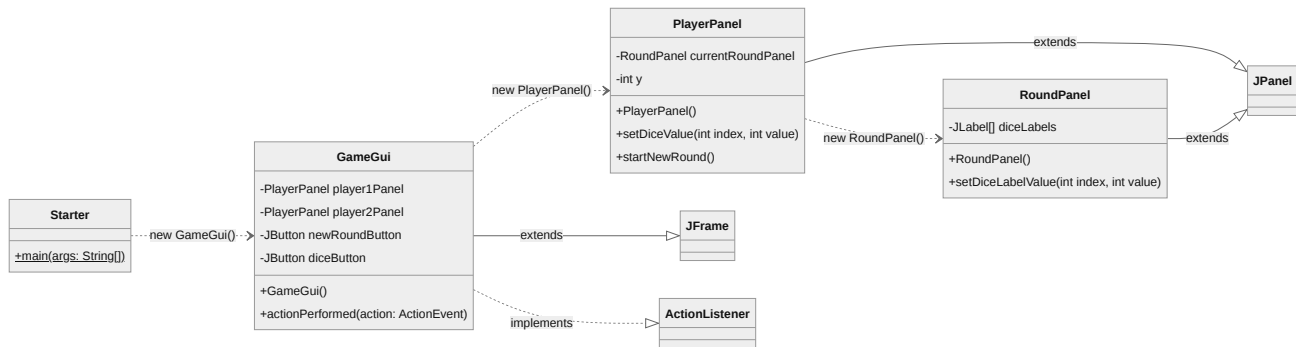 Starter
+main(args: String[])
new GameGui()
GameGui
-PlayerPanel player1Panel
-PlayerPanel player2Panel
-JButton newRoundButton
-JButton diceButton
+GameGui()
+actionPerformed(action: ActionEvent)
new PlayerPanel()
extends
implements
PlayerPanel
-RoundPanel currentRoundPanel
-int y
+PlayerPanel()
+setDiceValue(int index, int value)
+startNewRound()
JFrame
ActionListener
extends
new RoundPanel()
RoundPanel
-JLabel[] diceLabels
+RoundPanel()
+setDiceLabelValue(int index, int value)
extends
JPanel